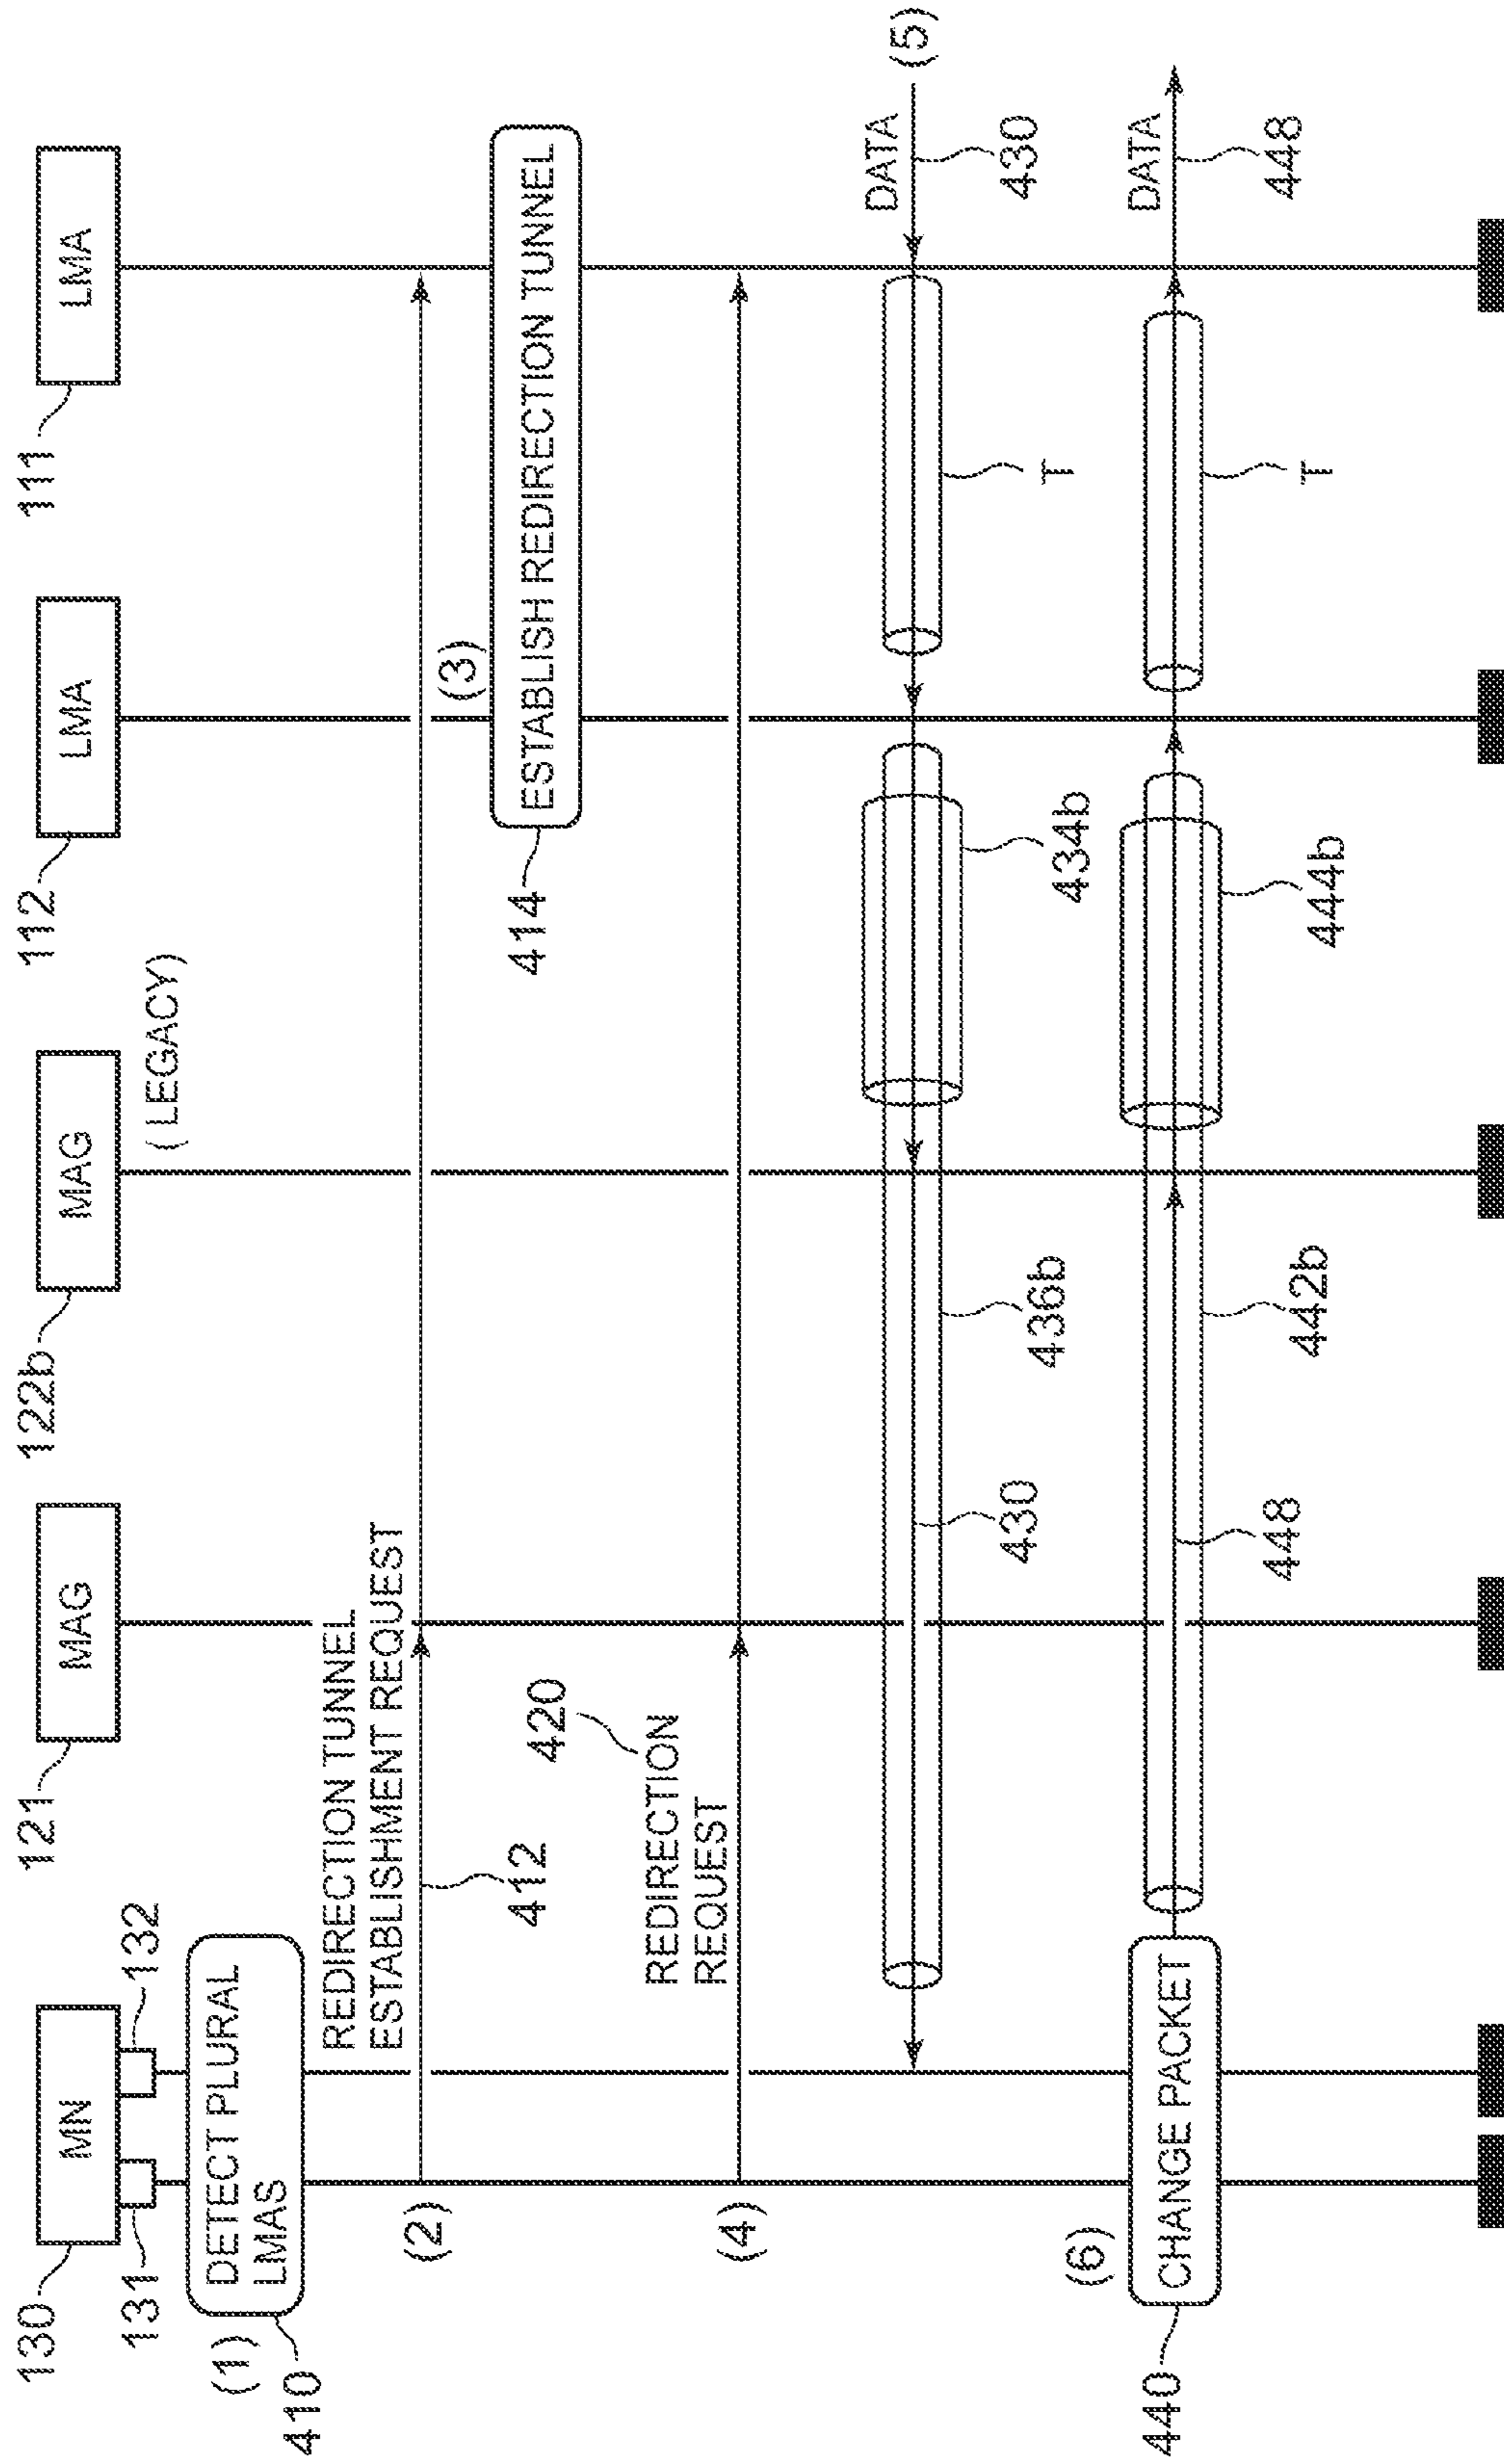 130
MN
131
132
121
MAG
122b
MAG
(LEGACY)
112
LMA
111
LMA
(1)
DETECT PLURAL
LMAS
410
(2)
REDIRECTION TUNNEL
ESTABLISHMENT REQUEST
412
(3)
ESTABLISH REDIRECTION TUNNEL
414
(4)
420
REDIRECTION
REQUEST
(5)
DATA
430
T
434b
436b
430
(6)
CHANGE PACKET
440
448
442b
444b
T
DATA
448